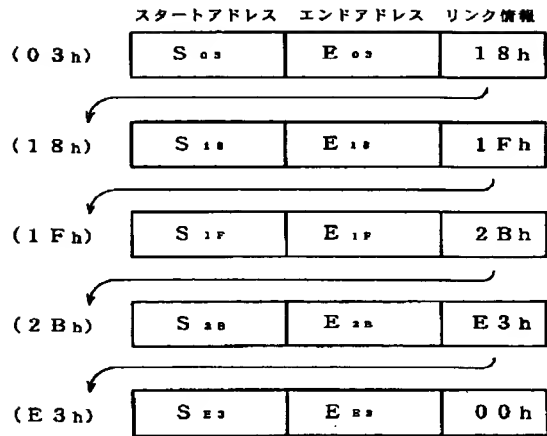 スタートアドレス エンドアドレス リンク情報
(03h) S03 E03 18h
(18h) S18 E18 1Fh
(1Fh) S1F E1F 2Bh
(2Bh) S2B E2B E3h
(E3h) SE3 EE3 00h